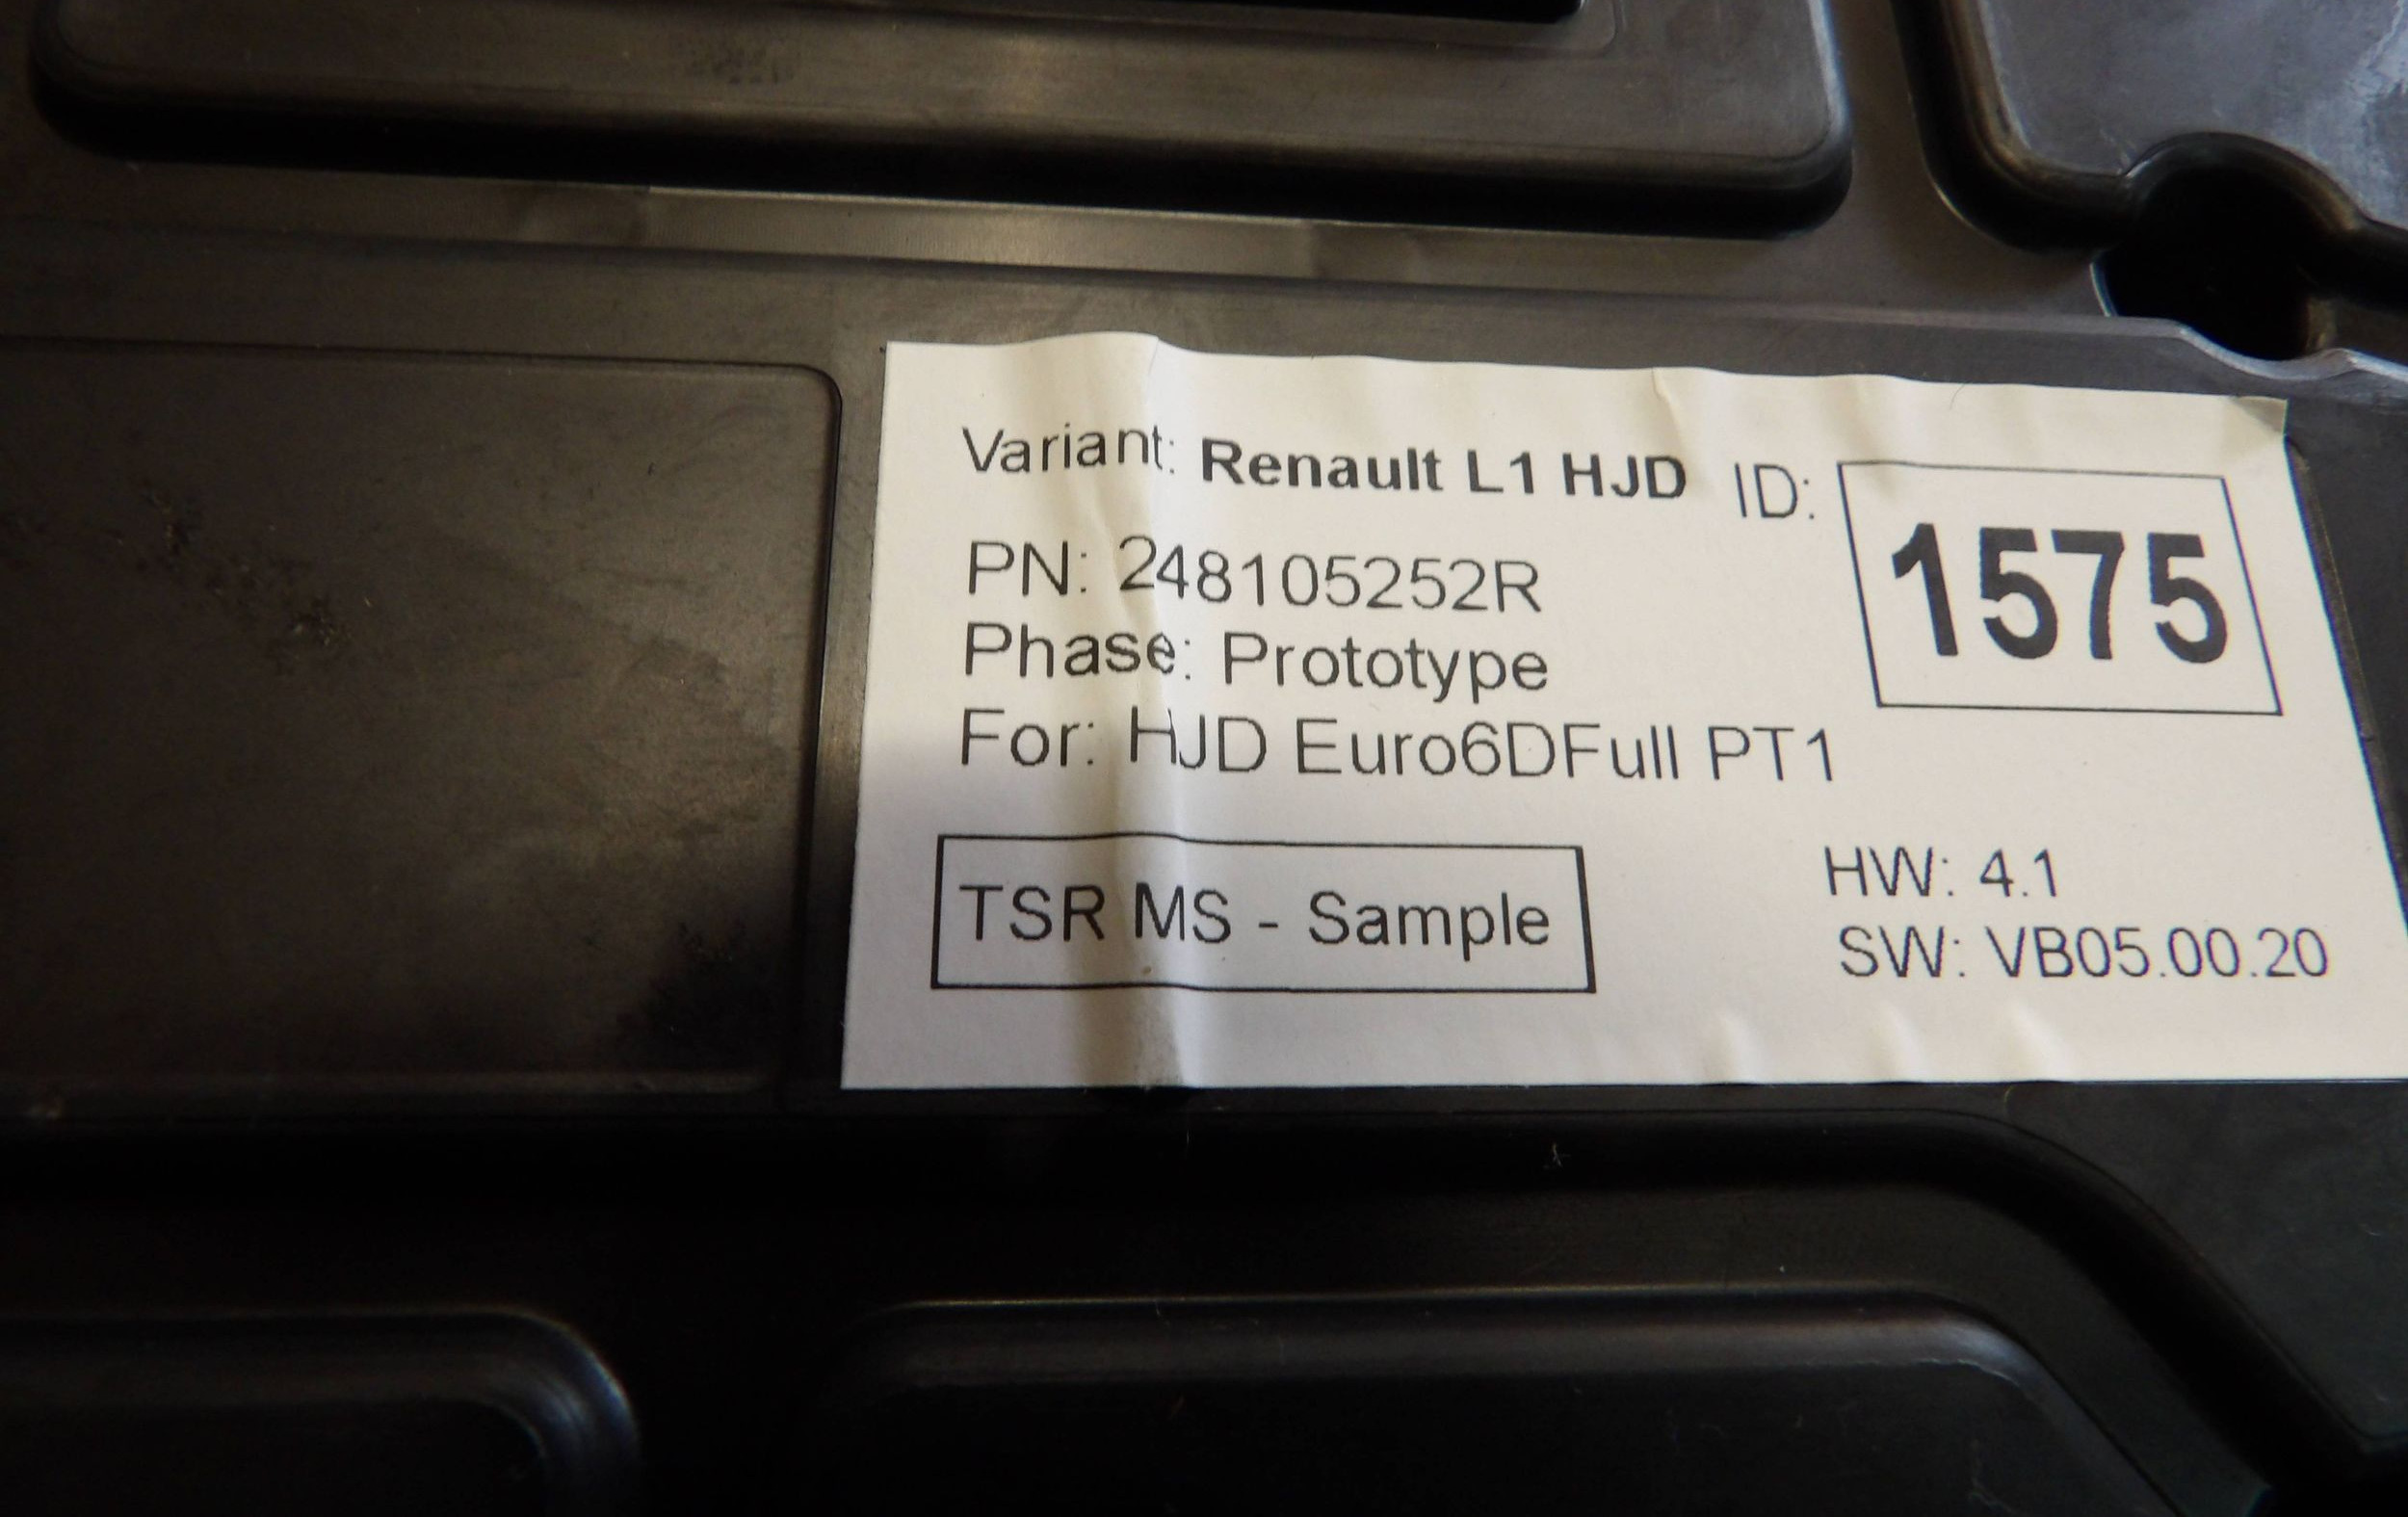 Variant: Renault L1 HJD ID: 1575
PN: 248105252R
Phase: Prototype
For: HJD Euro6DFull PT1
TSR MS - Sample
HW: 4.1
SW: VB05.00.20